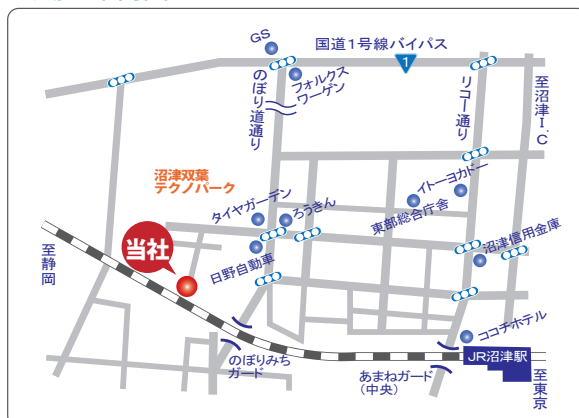 GS
国道1号線バイパス
1
フォルクス
ワーゲン
のぼり道通り
リコー通り
至沼津I.C
沼津双葉
テクノパーク
イトーヨカドー
東部総合庁舎
タイヤガーデン
ろうきん
当社
日野自動車
沼津信用金庫
至静岡
ココチホテル
のぼりみち
ガード
あまねガード
(中央)
JR沼津駅
至東京